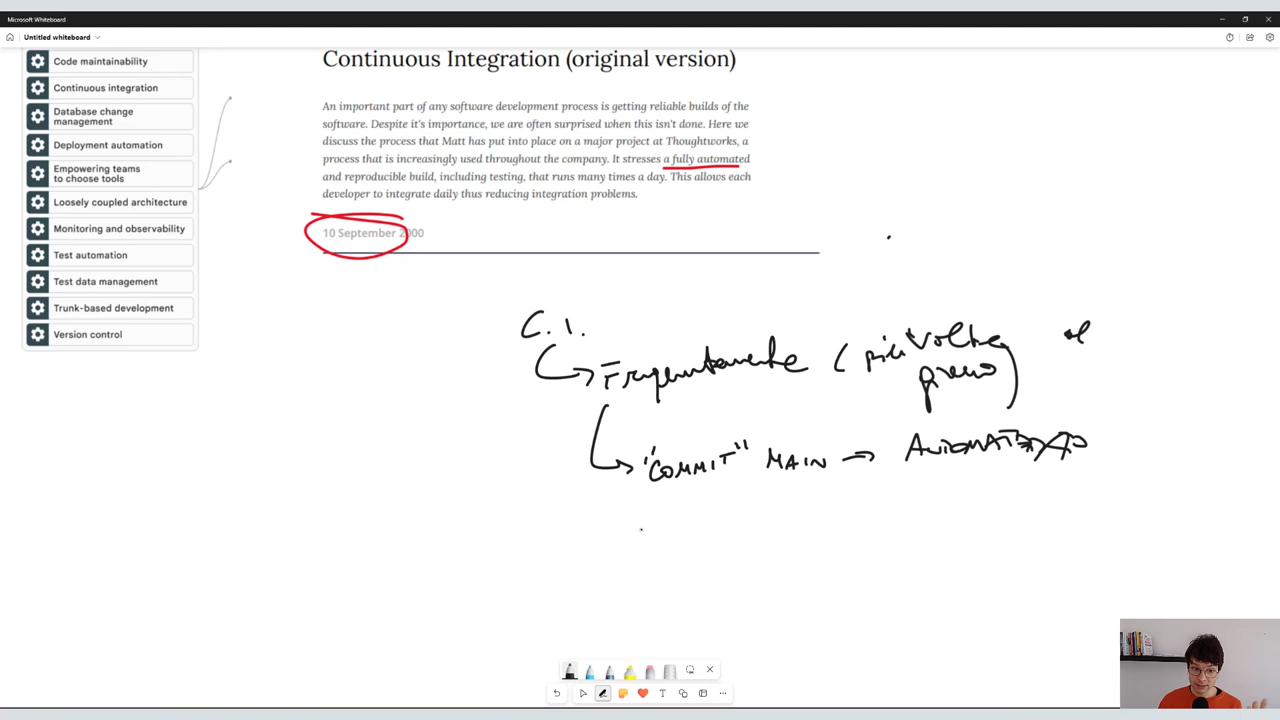 Microsoft Whiteboard
Untitled whiteboard
Code maintainability
Continuous integration
Database change
management
Deployment automation
Empowering teams
to choose tools
Loosely coupled architecture
Monitoring and observability
Test automation
Test data management
Trunk-based development
Version control
Continuous Integration (original version)
An important part of any software development process is getting reliable builds of the
software. Despite it's importance, we are often surprised when this isn't done. Here we
discuss the process that Matt has put into place on a major project at Thoughtworks, a
process that is increasingly used throughout the company. It stresses a fully automated
and reproducible build, including testing, that runs many times a day. This allows each
developer to integrate daily thus reducing integration problems.
10 September 2000
C. I.
Frequentemente (più volte al
giorno)
"COMMIT" MAIN → AUTOMATIZZATO